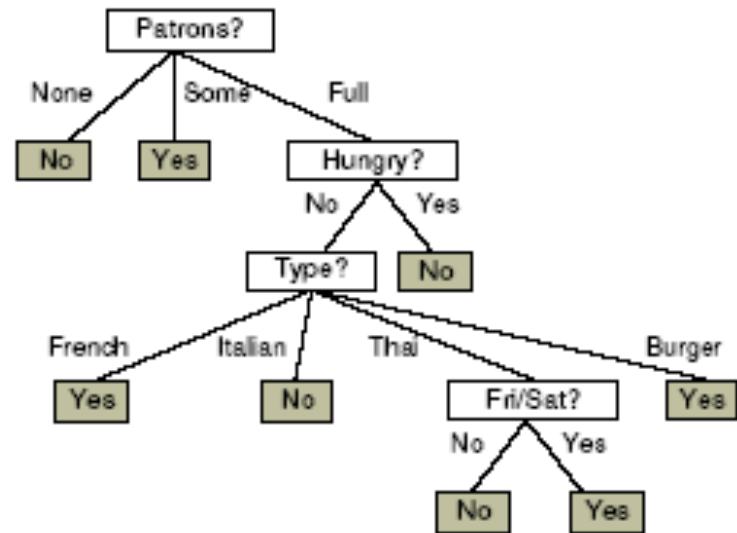 Patrons?
None Some Full
No Yes Hungry?
No Yes
Type? No
French Italian Thai Burger
Yes No Fri/Sat? Yes
No Yes
No Yes